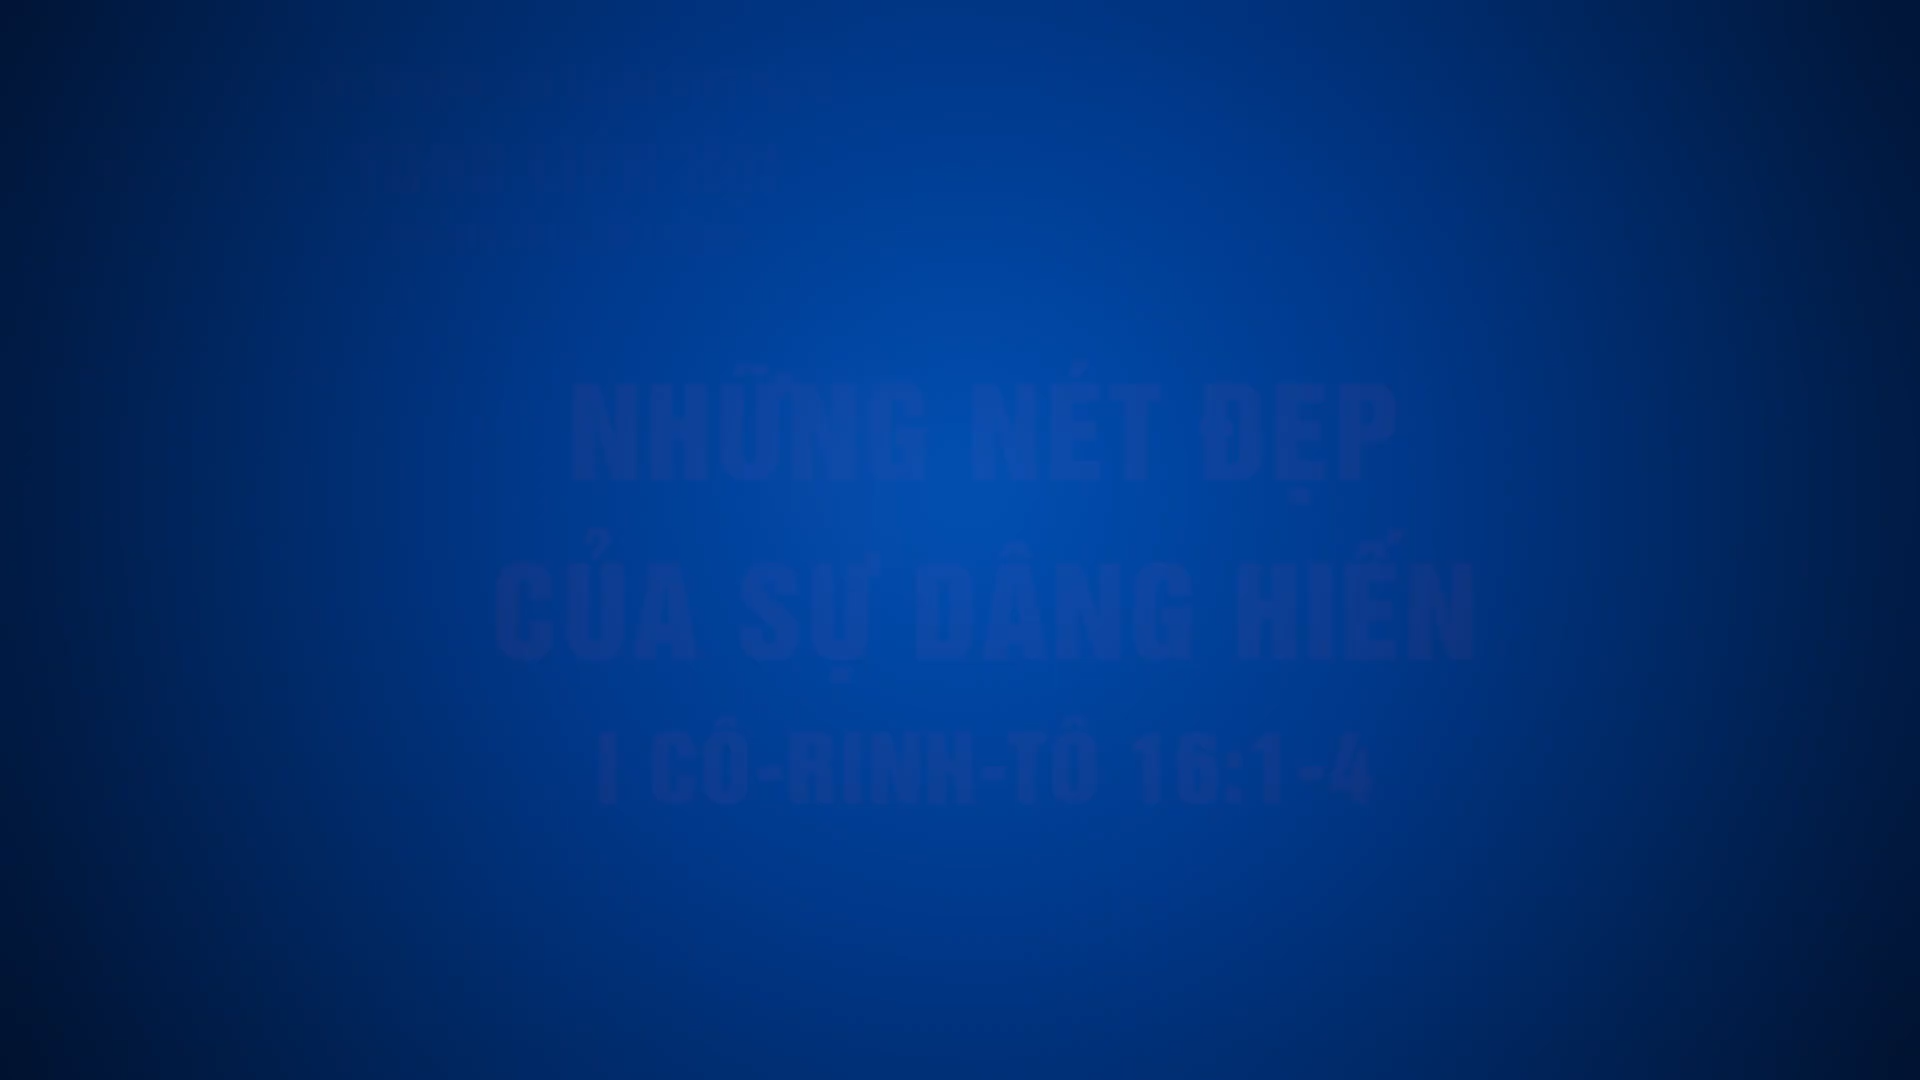 NHỮNG NÉT ĐẸP
CỦA SỰ DÂNG HIẾN
I CÔ-RINH-TÔ 16:1-4